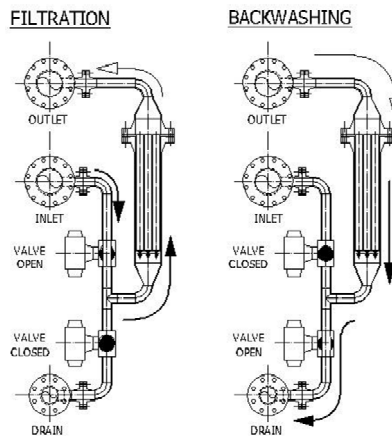 FILTRATION
OUTLET
INLET
VALVE
OPEN
VALVE
CLOSED
DRAIN
BACKWASHING
OUTLET
INLET
VALVE
CLOSED
VALVE
OPEN
DRAIN